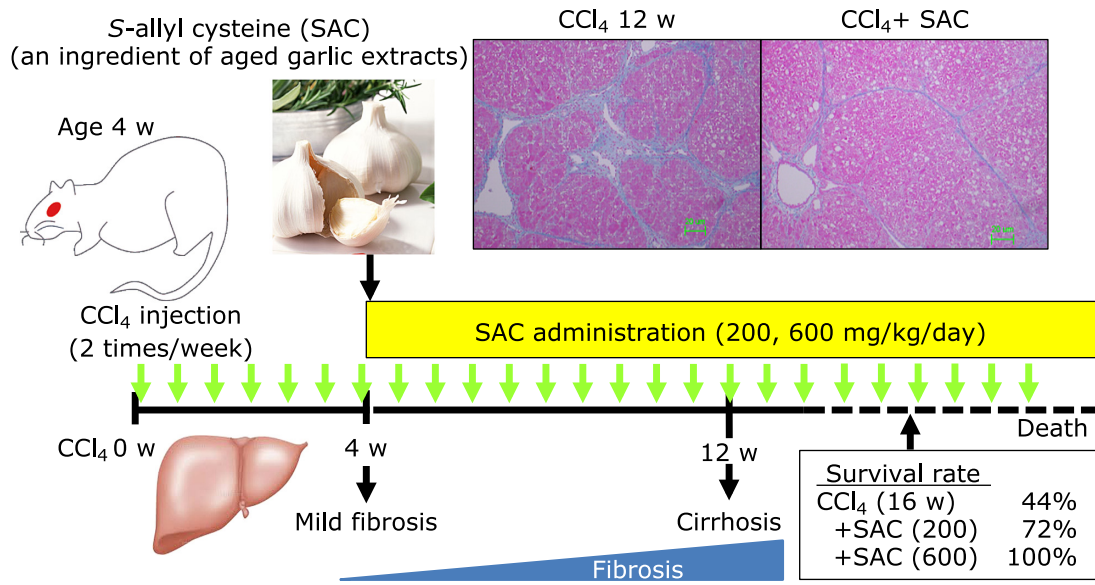 S-allyl cysteine (SAC)
(an ingredient of aged garlic extracts)
CCl₄ 12 w
CCl₄+ SAC
Age 4 w
CCl₄ injection
(2 times/week)
SAC administration (200, 600 mg/kg/day)
CCl₄ 0 w
4 w
12 w
Death
Mild fibrosis
Cirrhosis
Survival rate
CCl₄ (16 w) 44%
+SAC (200) 72%
+SAC (600) 100%
Fibrosis